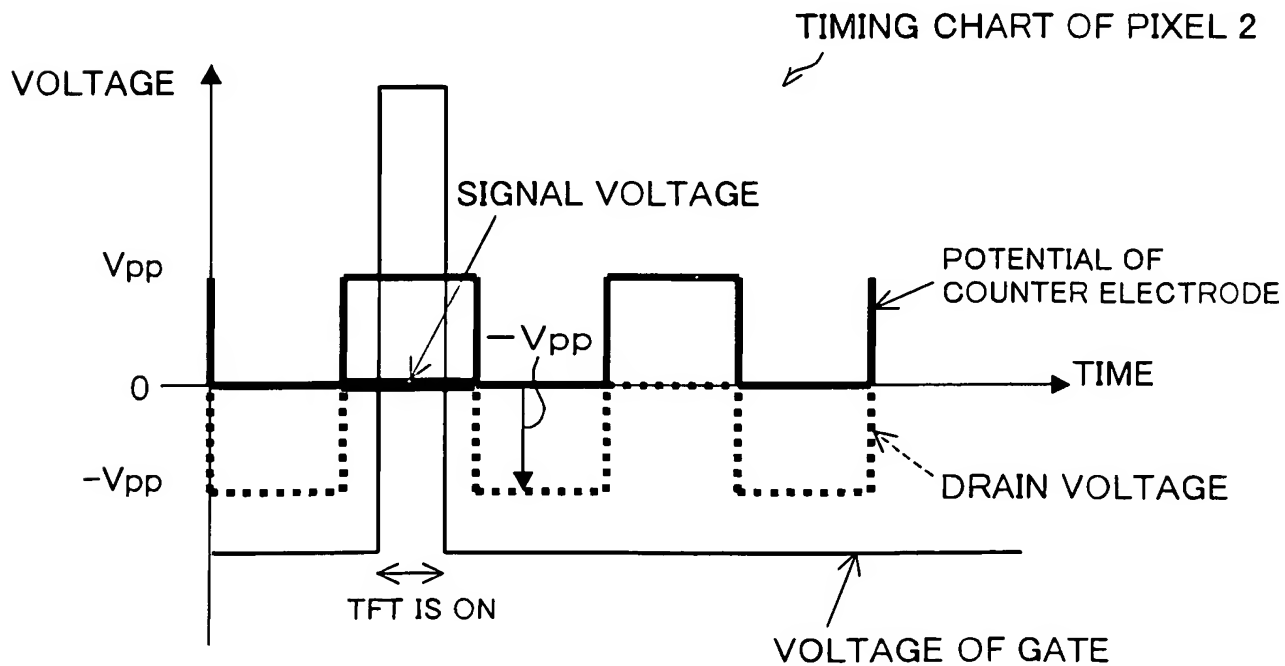 TIMING CHART OF PIXEL 2
VOLTAGE
SIGNAL VOLTAGE
Vpp
POTENTIAL OF
COUNTER ELECTRODE
−Vpp
0
TIME
-Vpp
DRAIN VOLTAGE
TFT IS ON
VOLTAGE OF GATE